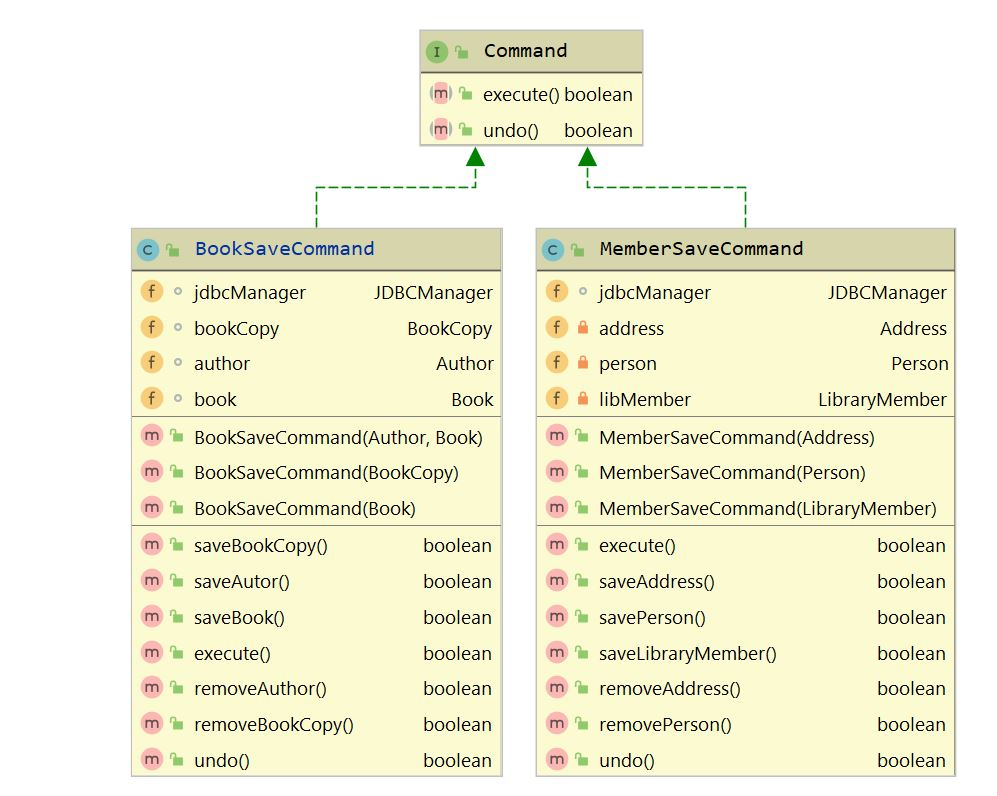 I Command
m execute() boolean
m undo() boolean
C BookSaveCommand
f jdbcManager JDBCManager
f bookCopy BookCopy
f author Author
f book Book
m BookSaveCommand(Author, Book)
m BookSaveCommand(BookCopy)
m BookSaveCommand(Book)
m saveBookCopy() boolean
m saveAutor() boolean
m saveBook() boolean
m execute() boolean
m removeAuthor() boolean
m removeBookCopy() boolean
m undo() boolean
C MemberSaveCommand
f jdbcManager JDBCManager
f address Address
f person Person
f libMember LibraryMember
m MemberSaveCommand(Address)
m MemberSaveCommand(Person)
m MemberSaveCommand(LibraryMember)
m execute() boolean
m saveAddress() boolean
m savePerson() boolean
m saveLibraryMember() boolean
m removeAddress() boolean
m removePerson() boolean
m undo() boolean